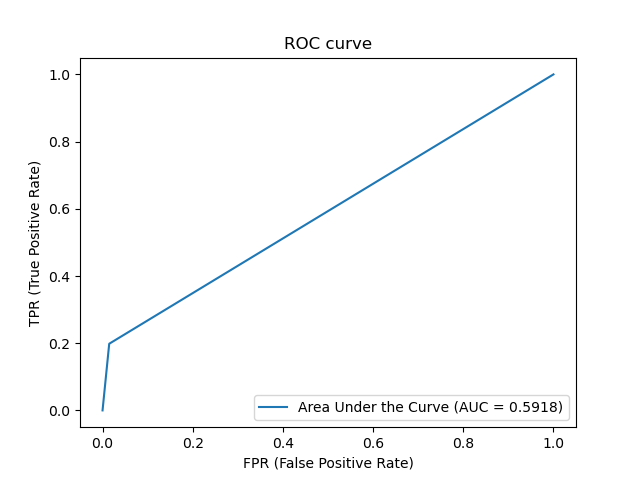 ROC curve
TPR (True Positive Rate)
1.0
0.8
0.6
0.4
0.2
0.0
Area Under the Curve (AUC = 0.5918)
0.0 0.2 0.4 0.6 0.8 1.0
FPR (False Positive Rate)